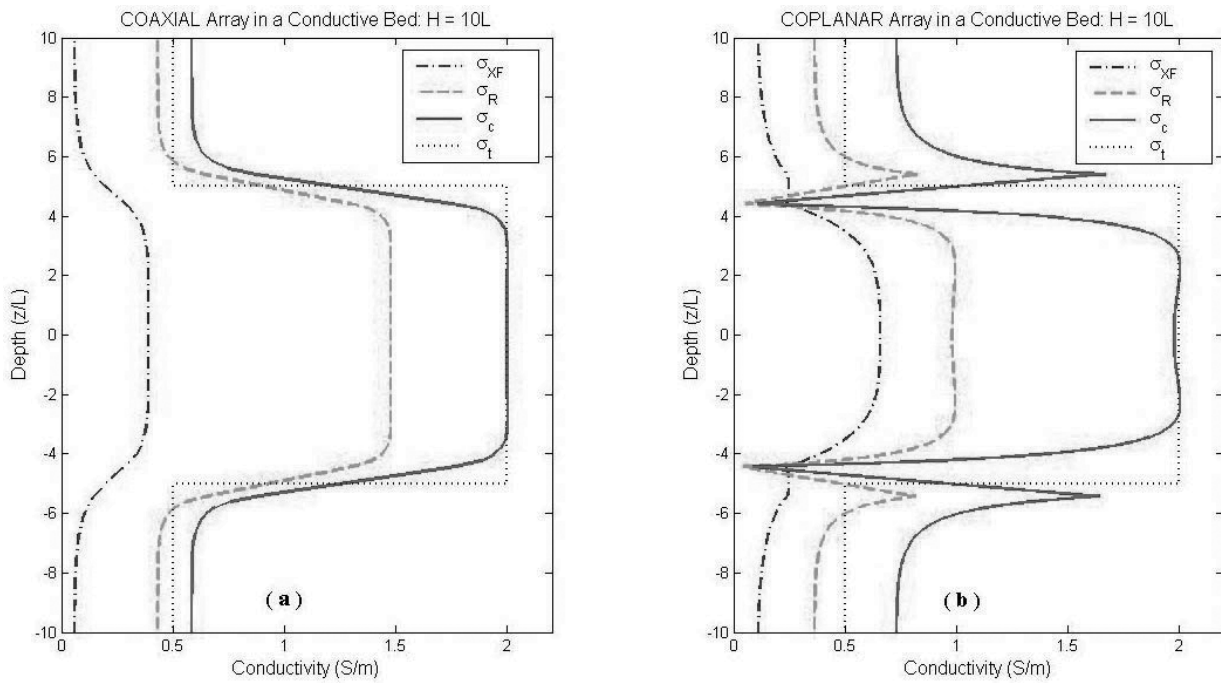 COAXIAL Array in a Conductive Bed: H = 10L
10
8
6
4
2
0
-2
-4
-6
-8
-10
Depth (z/L)
σXF
σR
σc
σt
( a )
0 0.5 1 1.5 2
Conductivity (S/m)
COPLANAR Array in a Conductive Bed: H = 10L
10
8
6
4
2
0
-2
-4
-6
-8
-10
Depth (z/L)
σXF
σR
σc
σt
( b )
0 0.5 1 1.5 2
Conductivity (S/m)